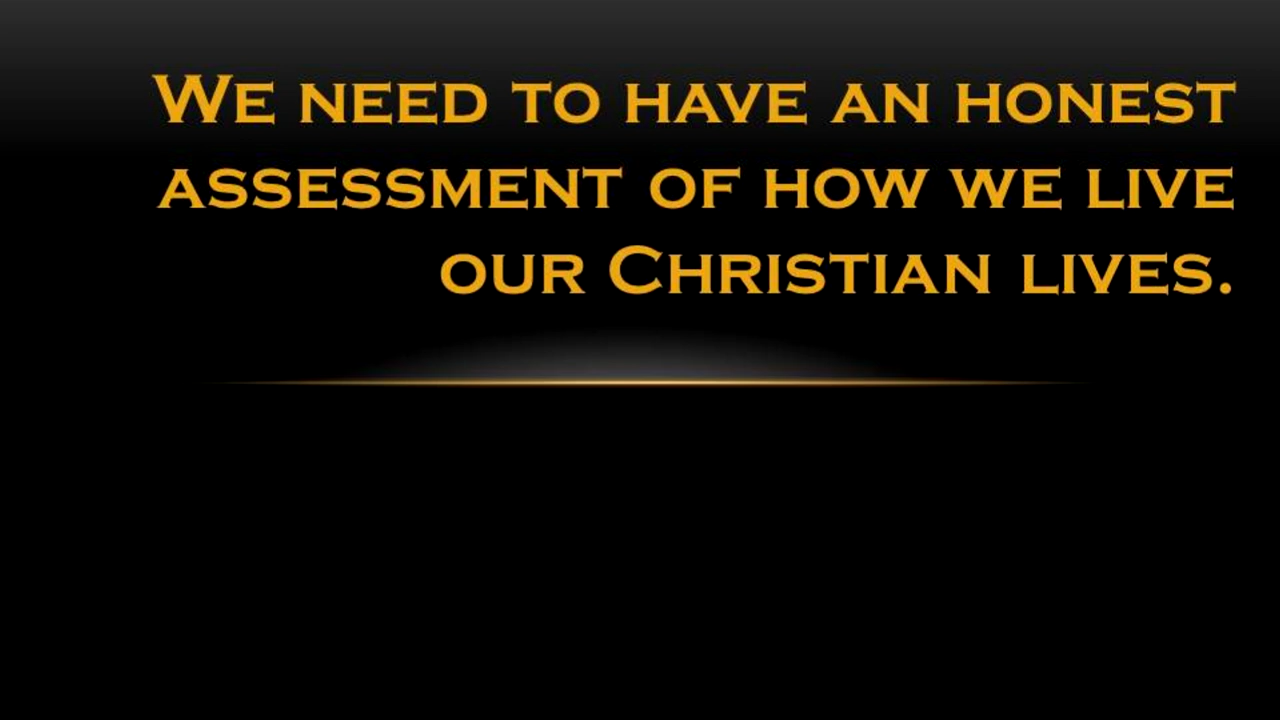 We need to have an honest
assessment of how we live
our Christian lives.